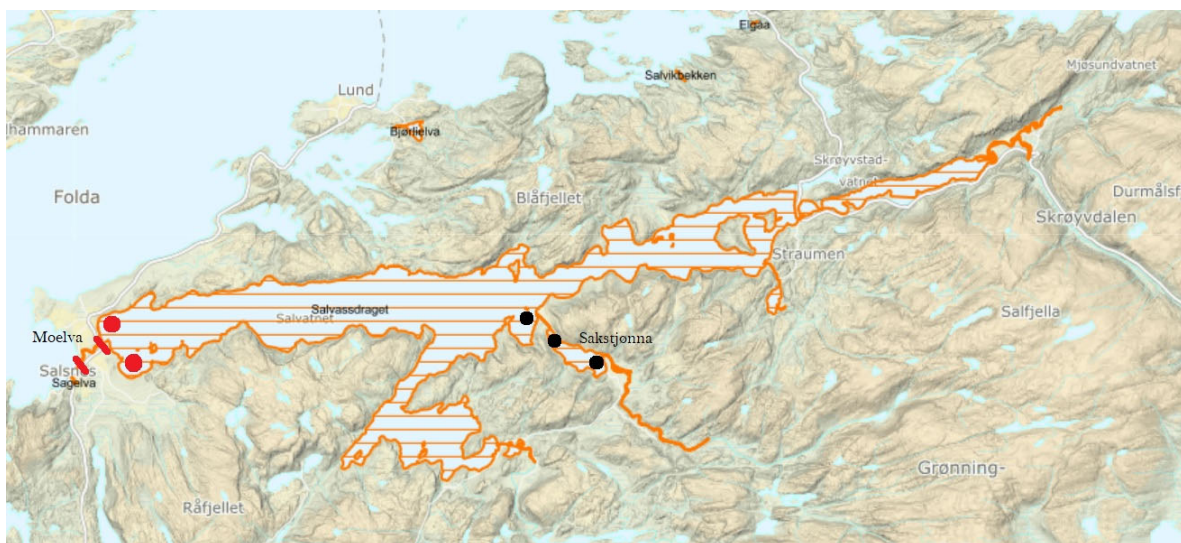 Elgaa
Mjøsundvatnet
Salvikbekken
Lund
Bjørlielva
lhammaren
Skrøyvstad-
vatnet
Folda
Blåfjellet
Durmålsf
Skrøyvdalen
Straumen
Salvassdraget
Salvatnet
Salfjella
Moelva
Sakstjønna
Salsnes
Sagelva
Grønning-
Råfjellet